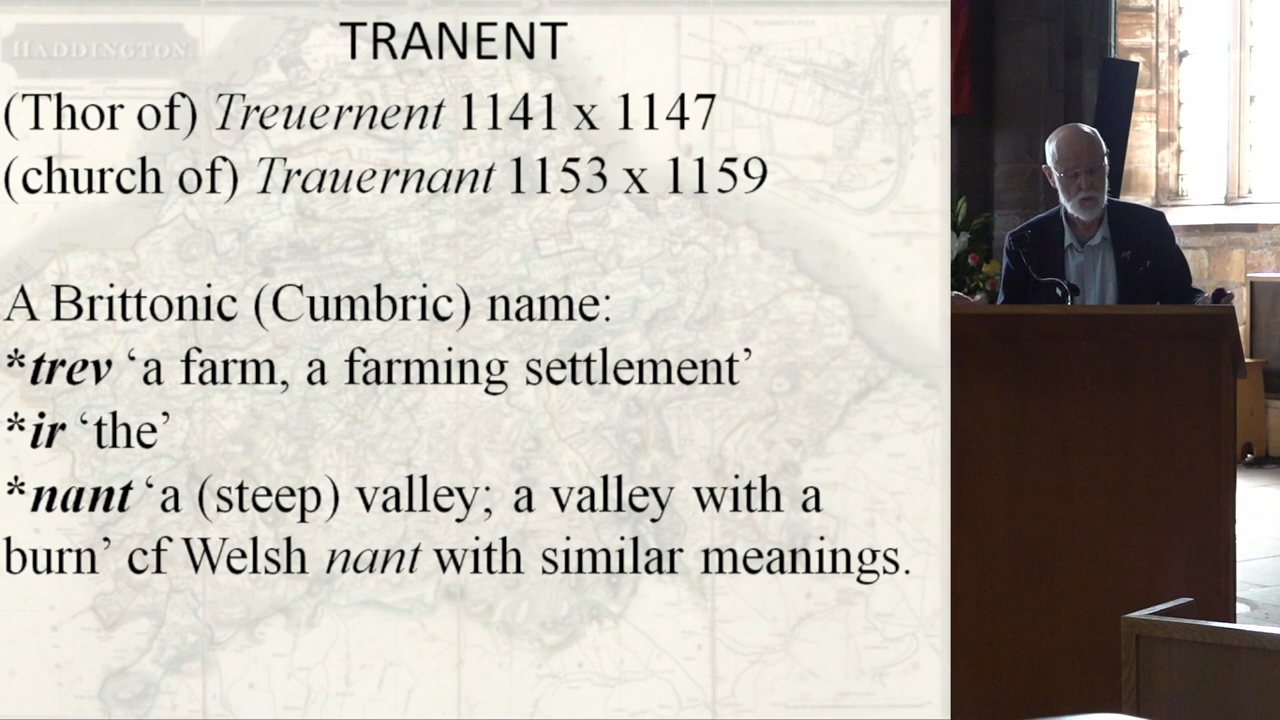 HADDINGTON
TRANENT
(Thor of) Treuernent 1141 x 1147
(church of) Trauernant 1153 x 1159
A Brittonic (Cumbric) name:
*trev ‘a farm, a farming settlement’
*ir ‘the’
*nant ‘a (steep) valley; a valley with a
burn’ cf Welsh nant with similar meanings.